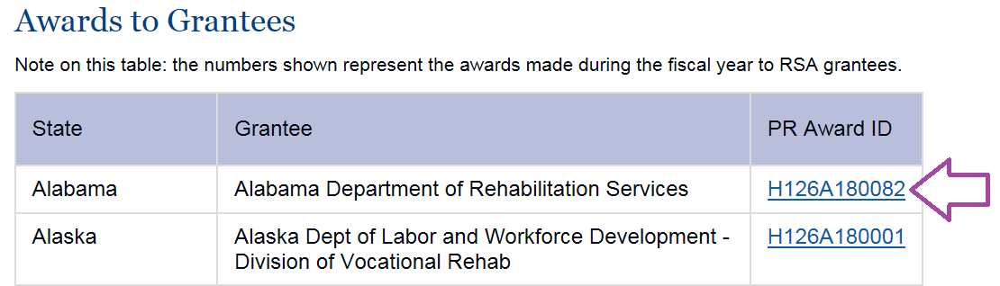 Awards to Grantees
Note on this table: the numbers shown represent the awards made during the fiscal year to RSA grantees.
State Grantee PR Award ID
Alabama Alabama Department of Rehabilitation Services H126A180082
Alaska Alaska Dept of Labor and Workforce Development - H126A180001
Division of Vocational Rehab